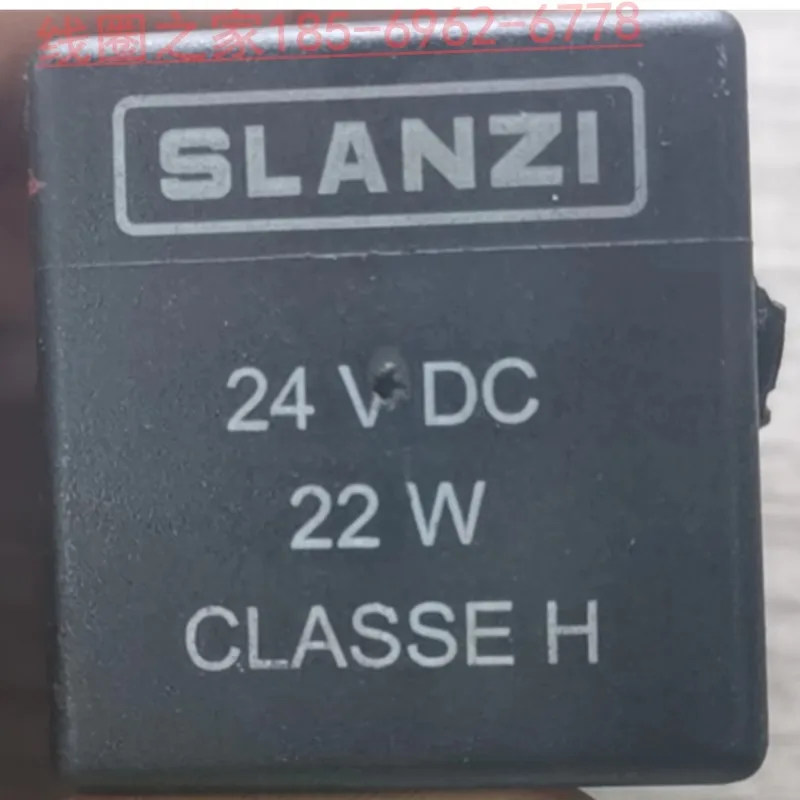 线圈之家185-6962-6778
SLANZI
24 V DC
22 W
CLASSE H